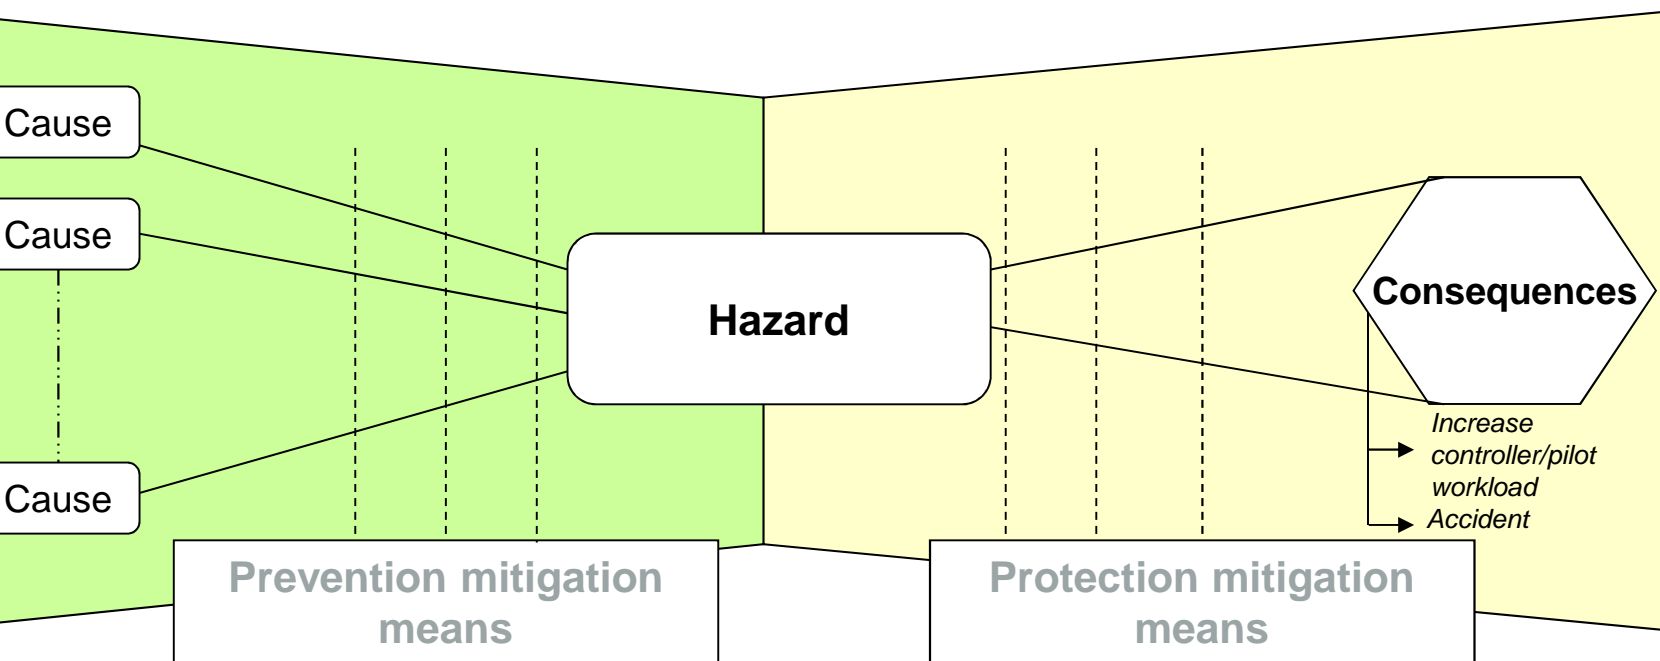 Cause
Cause
Cause
Hazard
Consequences
Increase
controller/pilot
workload
Accident
Prevention mitigation
means
Protection mitigation
means